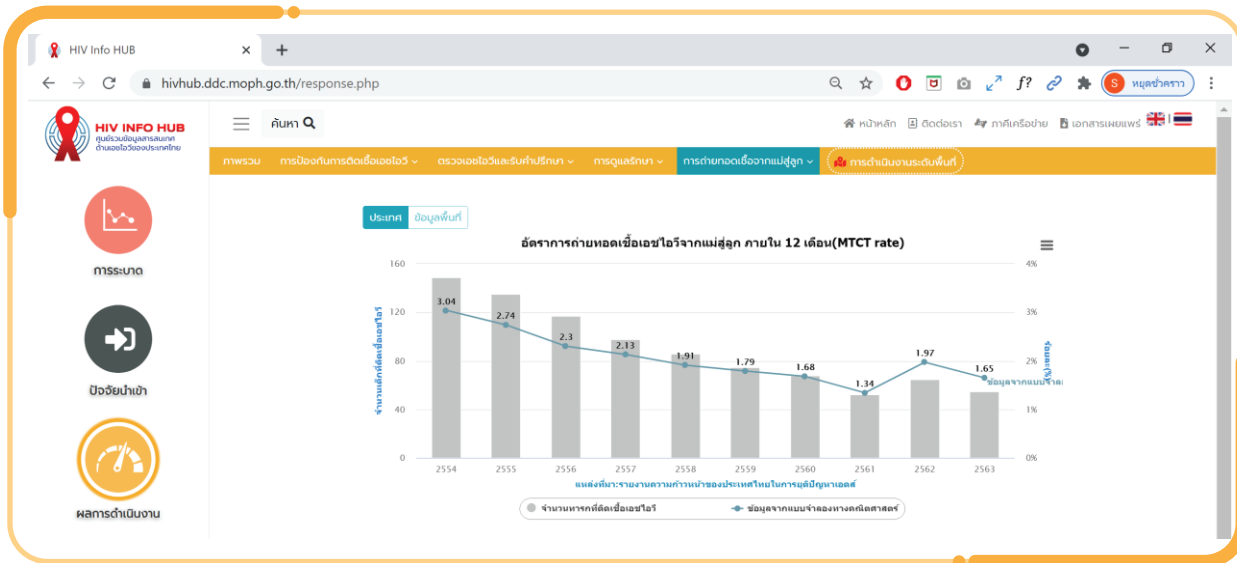 HIV Info HUB
hivhub.ddc.moph.go.th/response.php
S หยุดชั่วคราว
HIV INFO HUB
ศูนย์รวมข้อมูลสารสนเทศ
ด้านเอชไอวีของประเทศไทย
ค้นหา
หน้าหลัก ติดต่อเรา ภาคีเครือข่าย เอกสารเผยแพร่
ภาพรวม การป้องกันการติดเชื้อเอชไอวี ตรวจเอชไอวีและรับคำปรึกษา การดูแลรักษา การถ่ายทอดเชื้อจากแม่สู่ลูก การดำเนินงานระดับพื้นที่
การระบาด
ปัจจัยนำเข้า
ผลการดำเนินงาน
ประเทศ ข้อมูลพื้นที่
อัตราการถ่ายทอดเชื้อเอชไอวีจากแม่สู่ลูก ภายใน 12 เดือน(MTCT rate)
จำนวนเด็กที่ติดเชื้อเอชไอวี
160
120
80
40
0
4%
3%
2%
1%
0%
ร้อยละ(%)
3.04
2.74
2.3
2.13
1.91
1.79
1.68
1.34
1.97
1.65
ข้อมูลจากแบบจำล
2554 2555 2556 2557 2558 2559 2560 2561 2562 2563
แหล่งที่มา:รายงานความก้าวหน้าของประเทศไทยในการยุติปัญหาเอดส์
จำนวนทารกที่ติดเชื้อเอชไอวี ข้อมูลจากแบบจำลองทางคณิตศาสตร์